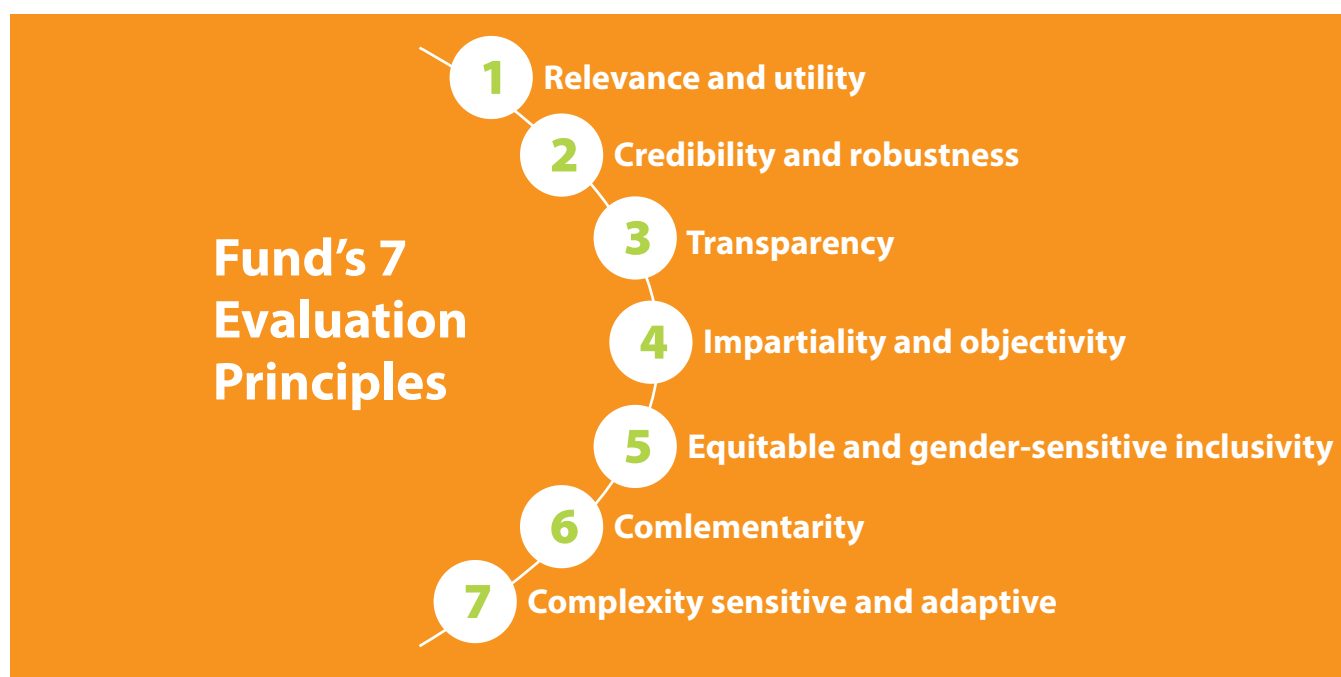 Fund’s 7
Evaluation
Principles
1 Relevance and utility
2 Credibility and robustness
3 Transparency
4 Impartiality and objectivity
5 Equitable and gender-sensitive inclusivity
6 Comlementarity
7 Complexity sensitive and adaptive